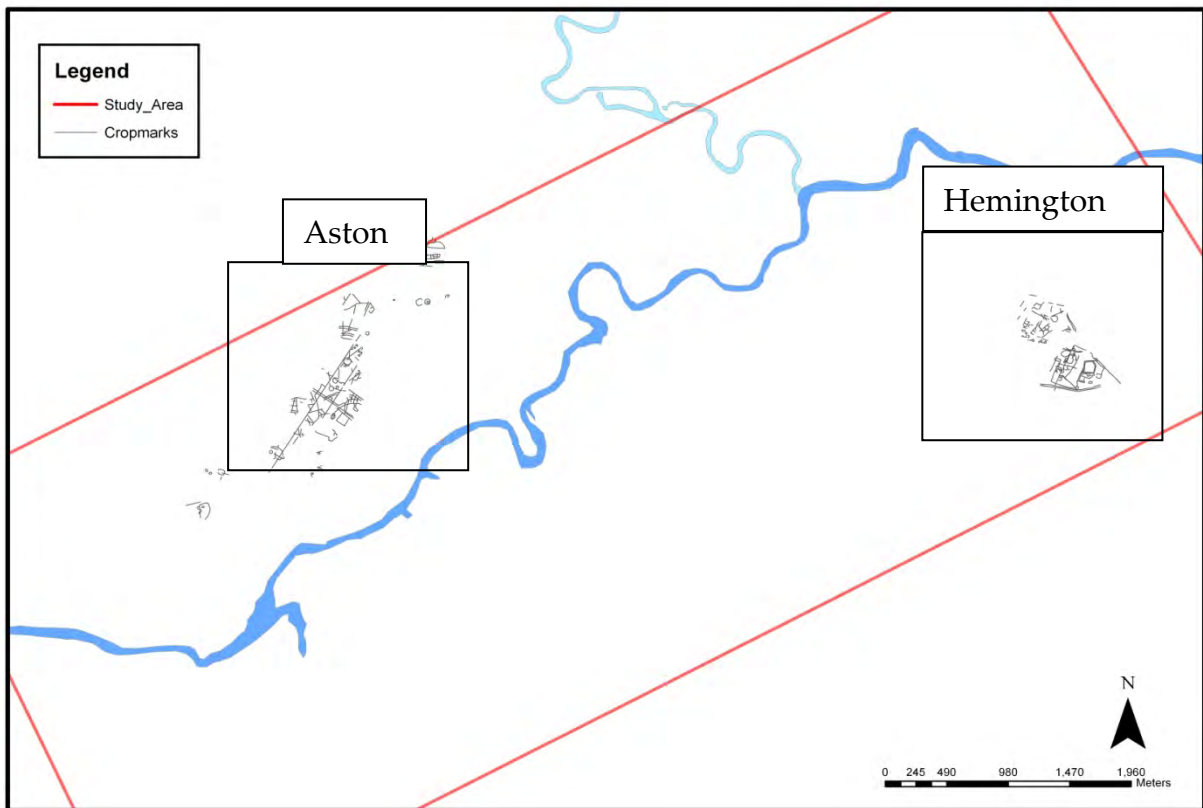 Legend
Study_Area
Cropmarks
Aston
Hemington
N
0 245 490 980 1,470 1,960
Meters